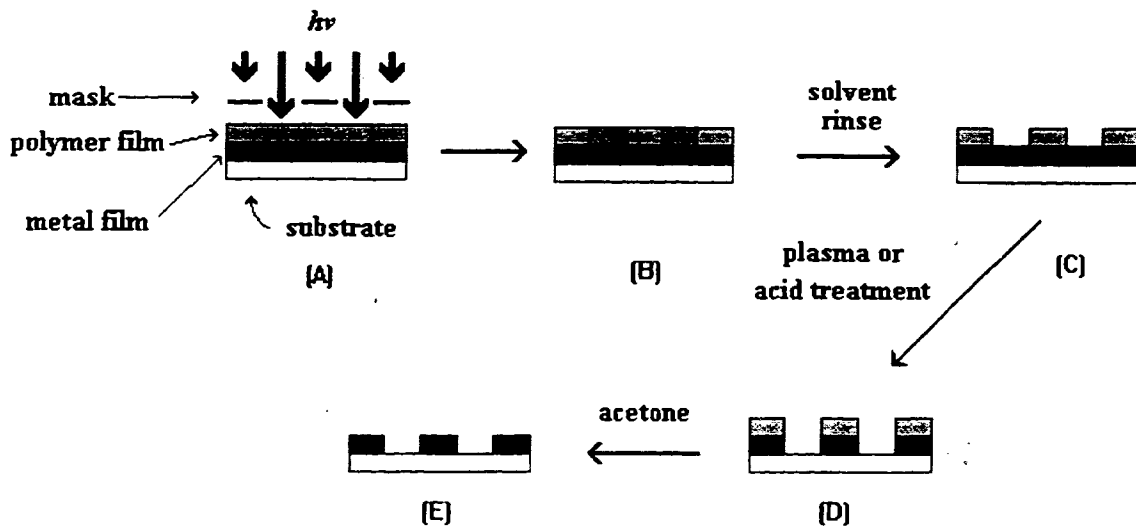 hν
mask
polymer film
metal film
substrate
(A)
(B)
solvent
rinse
(C)
plasma or
acid treatment
(D)
acetone
(E)